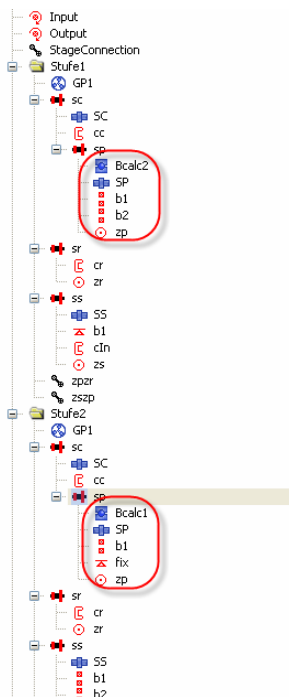 Input
Output
StageConnection
Stufe1
GP1
sc
SC
cc
sp
Bcalc2
SP
b1
b2
zp
sr
cr
zr
ss
SS
b1
cIn
zs
zpzr
zszp
Stufe2
GP1
sc
SC
cc
sp
Bcalc1
SP
b1
fix
zp
sr
cr
zr
ss
SS
b1
b2